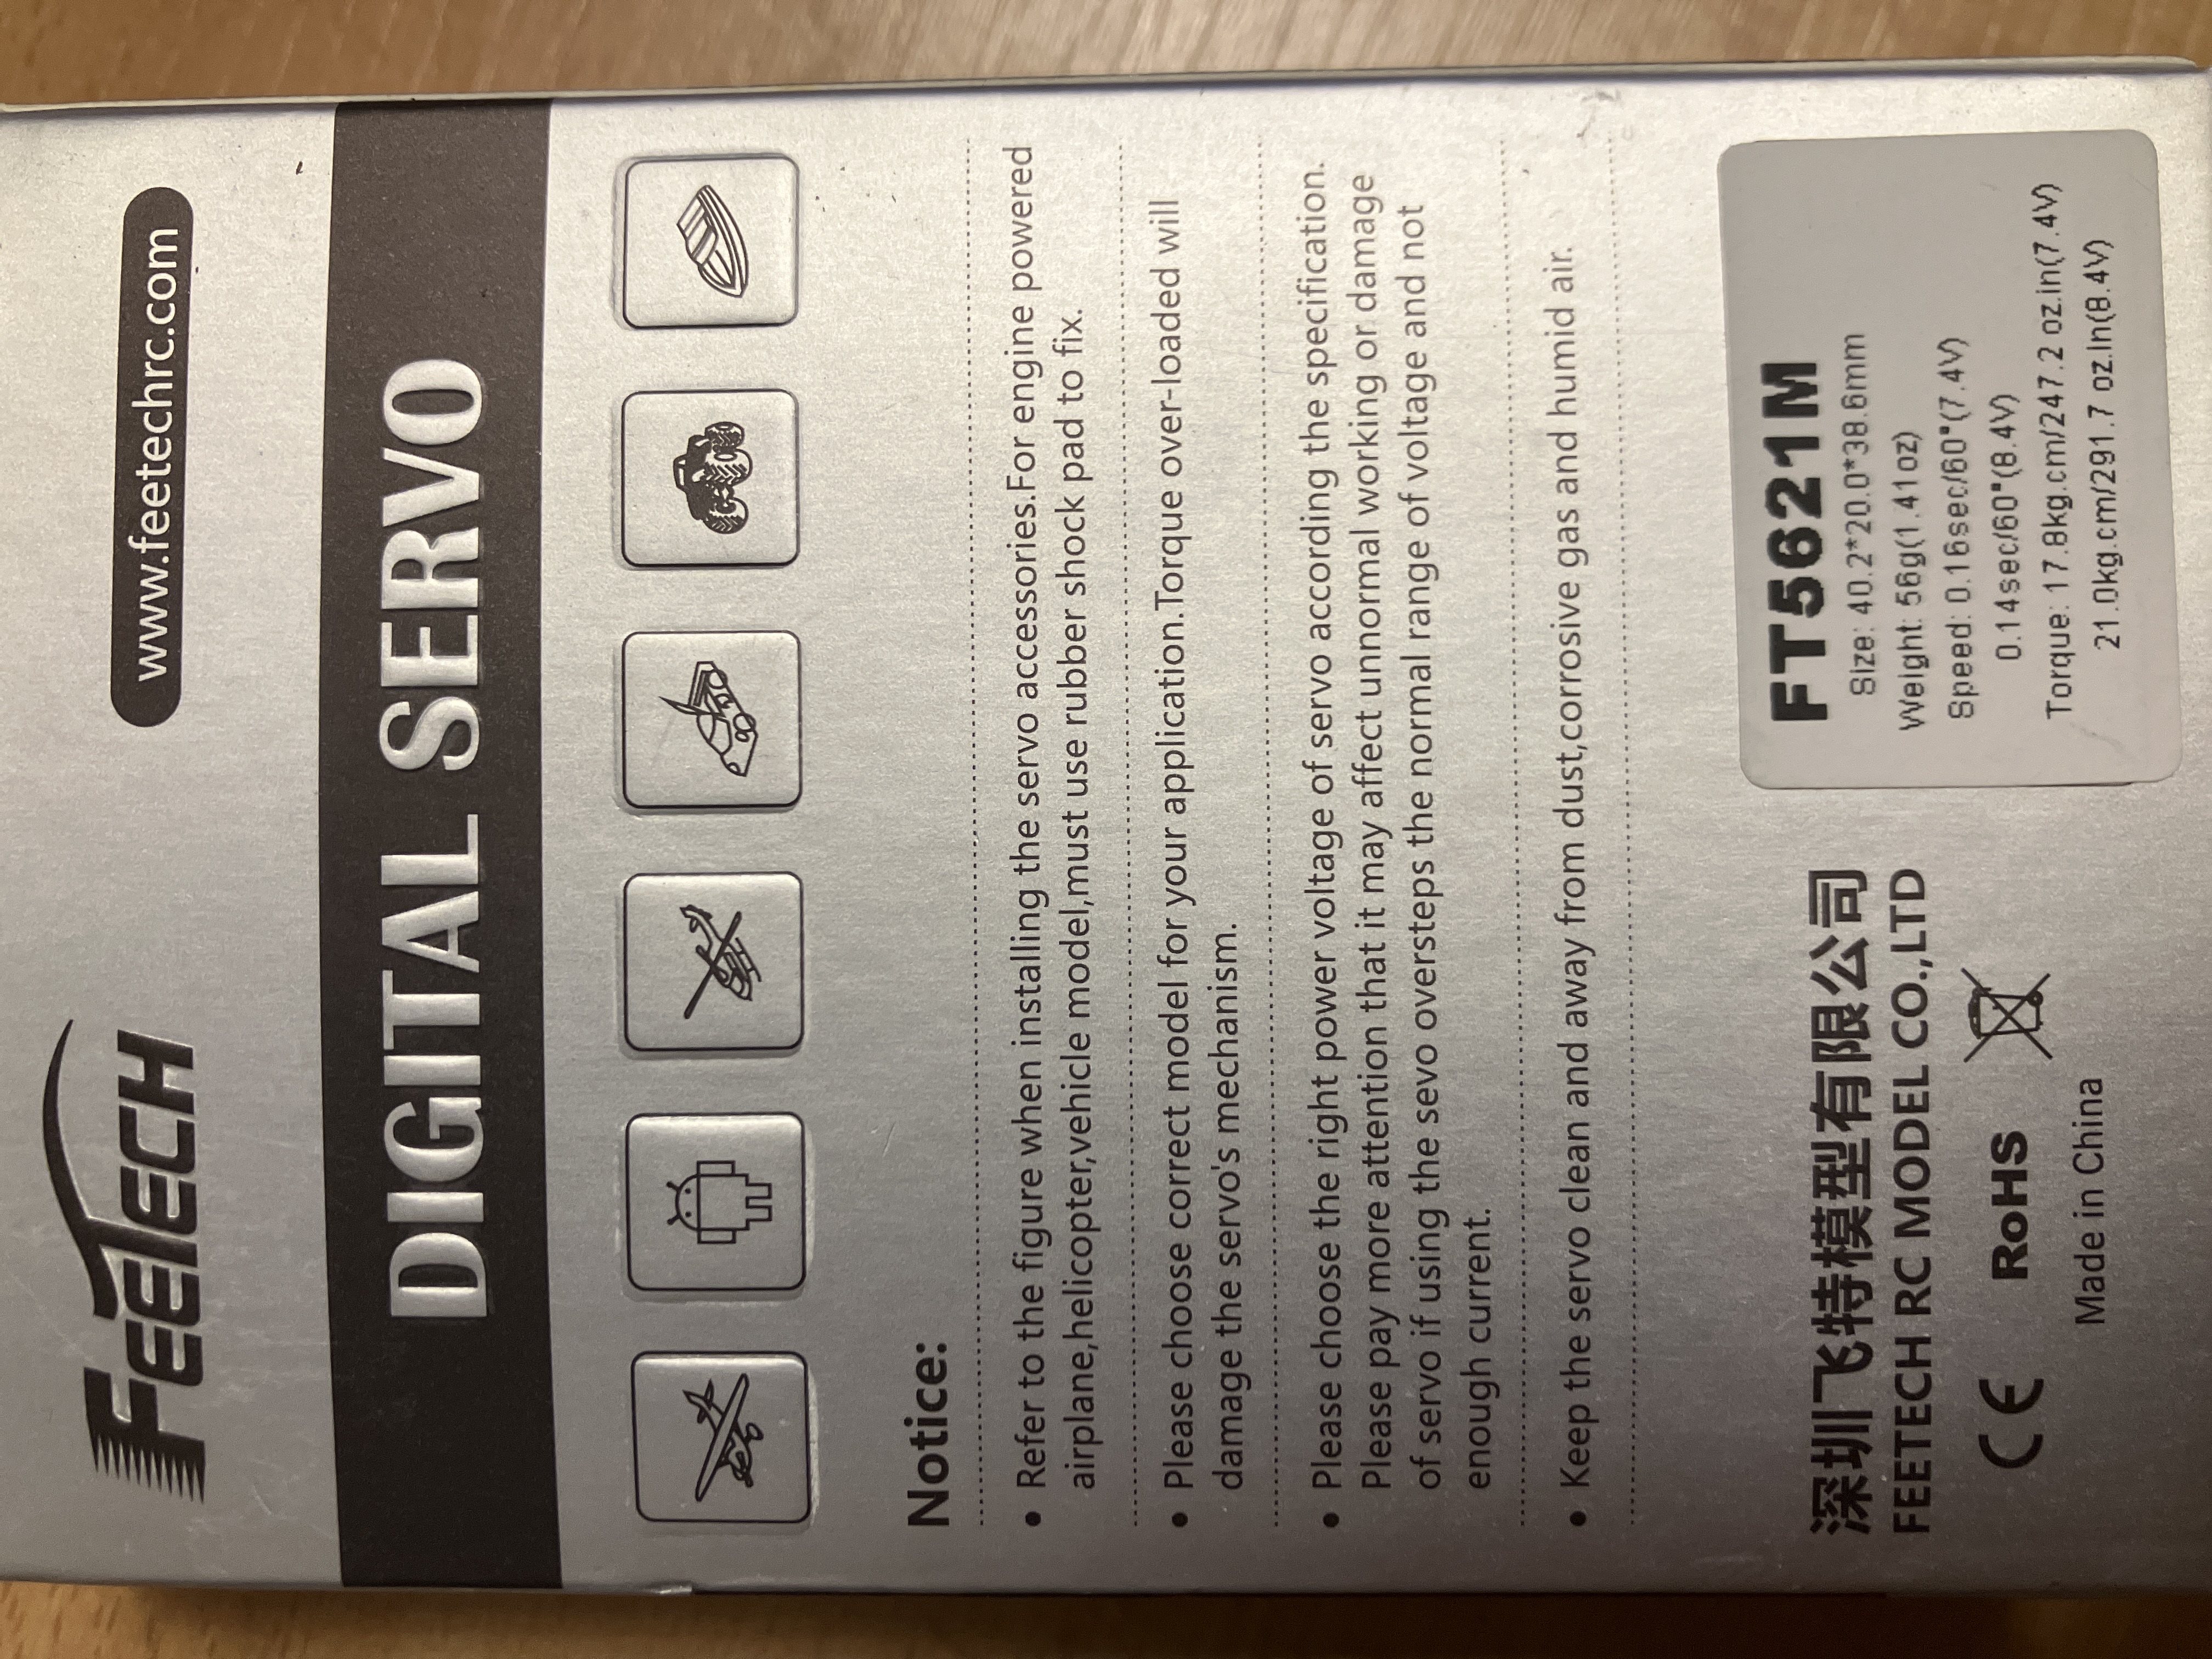 FEETECH
www.feetechrc.com
DIGITAL SERVO
Notice:
• Refer to the figure when installing the servo accessories.For engine powered
airplane,helicopter,vehicle model,must use rubber shock pad to fix.
• Please choose correct model for your application.Torque over-loaded will
damage the servo's mechanism.
• Please choose the right power voltage of servo according the specification.
Please pay more attention that it may affect unnormal working or damage
of servo if using the sevo oversteps the normal range of voltage and not
enough current.
• Keep the servo clean and away from dust,corrosive gas and humid air.
深圳飞特模型有限公司
FEETECH RC MODEL CO.,LTD
CE RoHS
Made in China
FT5621M
Size: 40.2*20.0*38.6mm
Weight: 56g(1.41oz)
Speed: 0.16sec/60°(7.4V)
0.14sec/60°(8.4V)
Torque: 17.8kg.cm/247.2 oz.in(7.4V)
21.0kg.cm/291.7 oz.in(8.4V)